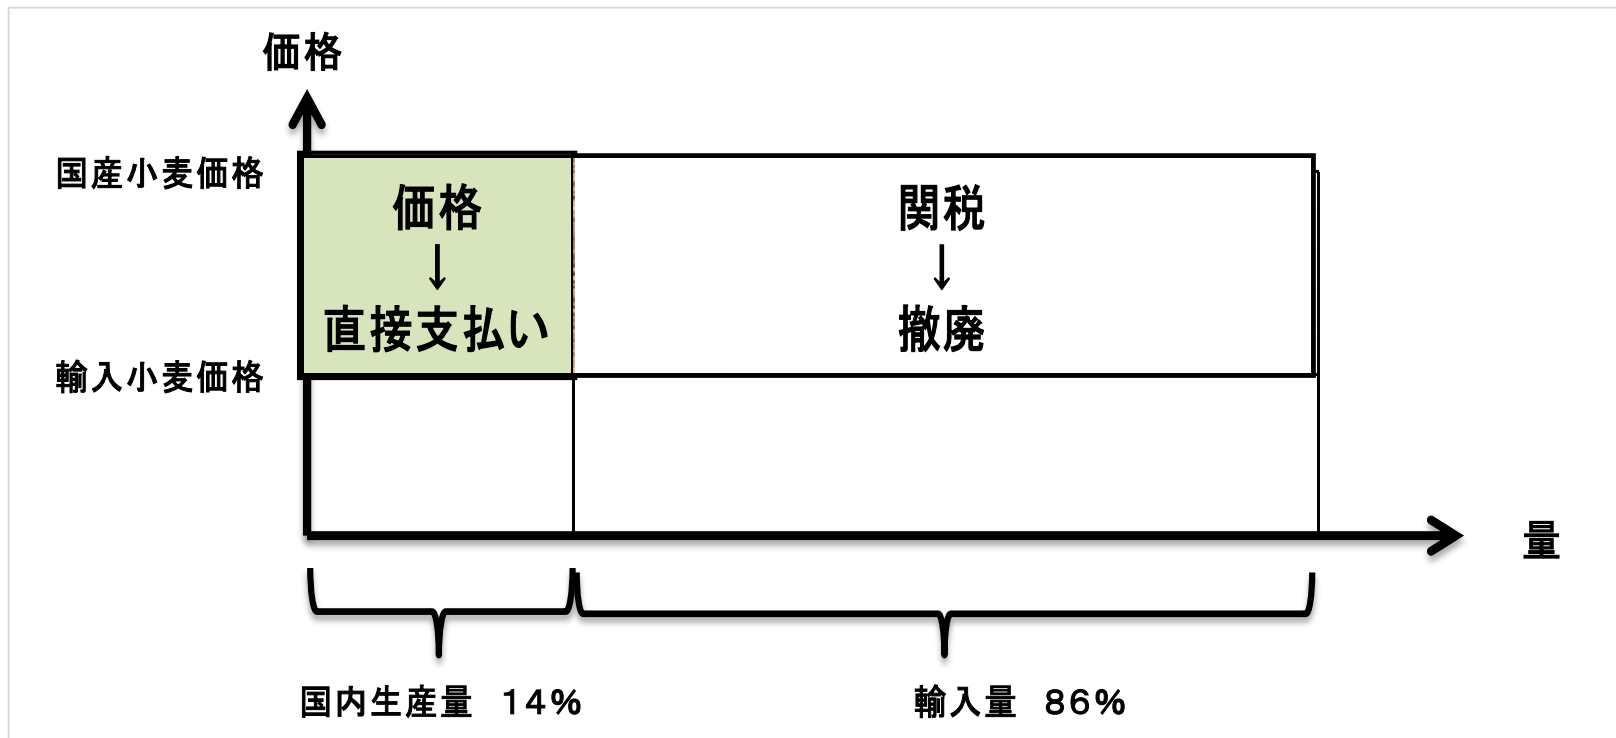 価格
国産小麦価格
価格
↓
直接支払い
関税
↓
撤廃
輸入小麦価格
量
国内生産量　14%
輸入量　86%